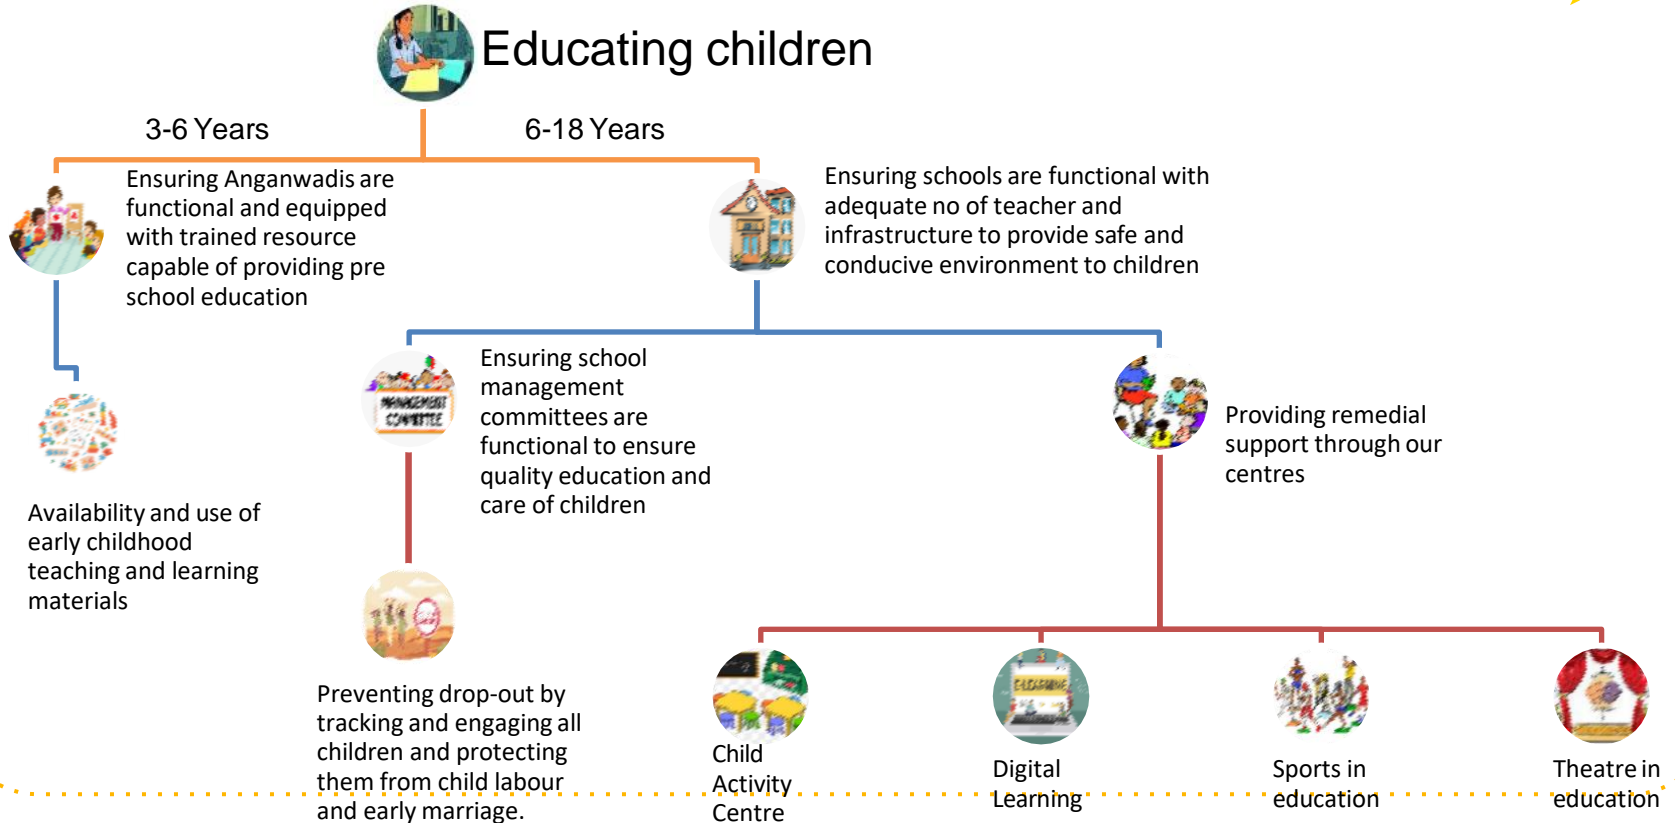 Educating children
3-6 Years
6-18 Years
Ensuring Anganwadis are
functional and equipped
with trained resource
capable of providing pre
school education
Ensuring schools are functional with
adequate no of teacher and
infrastructure to provide safe and
conducive environment to children
Availability and use of
early childhood
teaching and learning
materials
MANAGEMENT
COMMITTEE
Ensuring school
management
committees are
functional to ensure
quality education and
care of children
Providing remedial
support through our
centres
Preventing drop-out by
tracking and engaging all
children and protecting
them from child labour
and early marriage.
Child
Activity
Centre
E-LEARNING
Digital
Learning
Sports in
education
Theatre in
education